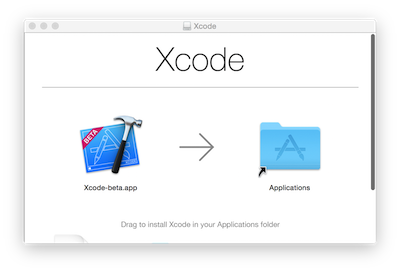 Xcode
Xcode
BETA
Xcode-beta.app
Applications
Drag to install Xcode in your Applications folder